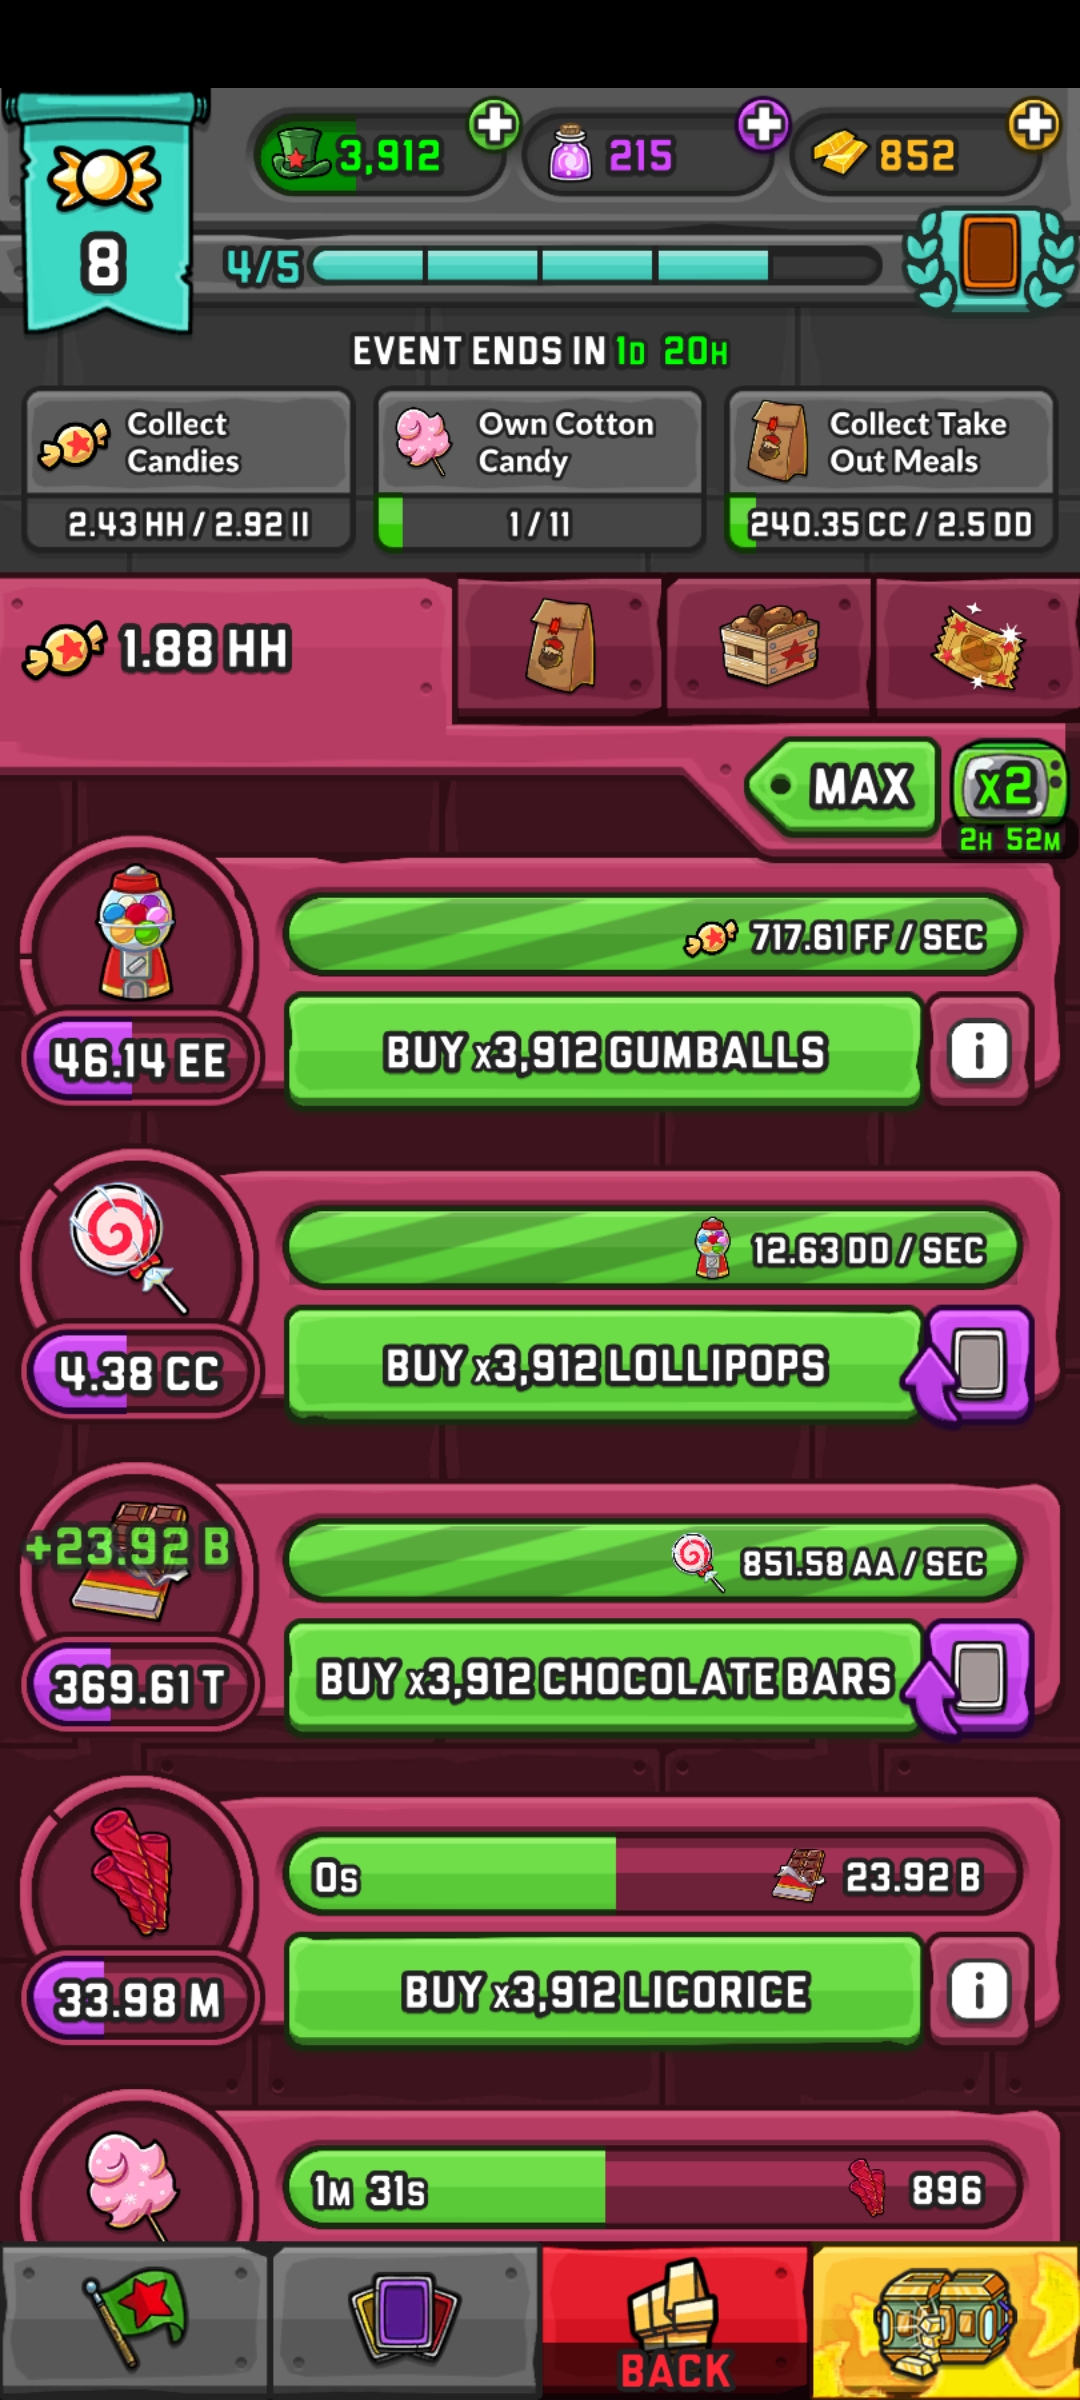 3,912
215
852
8
4/5
EVENT ENDS IN 1D 20H
Collect
Candies
2.43 HH / 2.92 II
Own Cotton
Candy
1 / 11
Collect Take
Out Meals
240.35 CC / 2.5 DD
1.88 HH
MAX
x2
2H 52M
717.61 FF / SEC
46.14 EE
BUY x3,912 GUMBALLS
i
12.63 DD / SEC
4.38 CC
BUY x3,912 LOLLIPOPS
+23.92 B
851.58 AA / SEC
369.61 T
BUY x3,912 CHOCOLATE BARS
0s
23.92 B
33.98 M
BUY x3,912 LICORICE
i
1M 31s
896
BACK